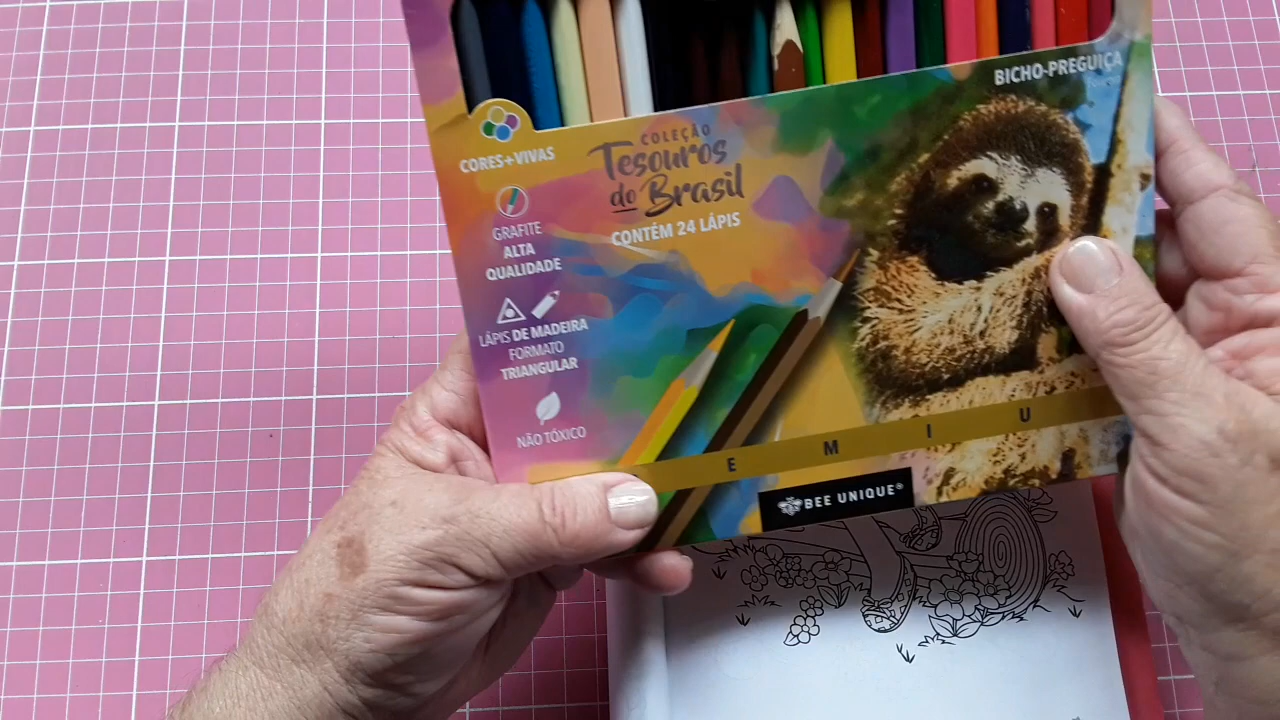 BICHO-PREGUIÇA
CORES+VIVAS
COLEÇÃO
Tesouros
do Brasil
CONTÉM 24 LÁPIS
GRAFITE
ALTA
QUALIDADE
LÁPIS DE MADEIRA
FORMATO
TRIANGULAR
NÃO TÓXICO
E M I U
BEE UNIQUE®